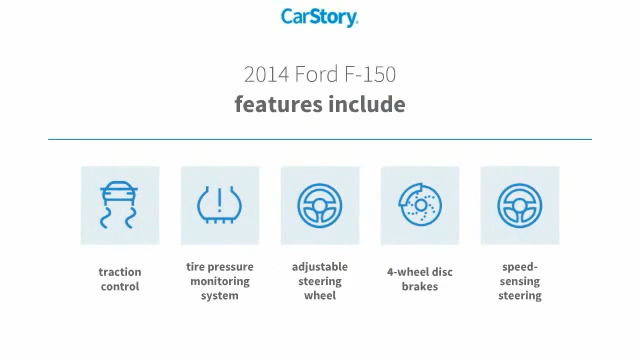 CarStory.
2014 Ford F-150
features include
traction
control
tire pressure
monitoring
system
adjustable
steering
wheel
4-wheel disc
brakes
speed-
sensing
steering